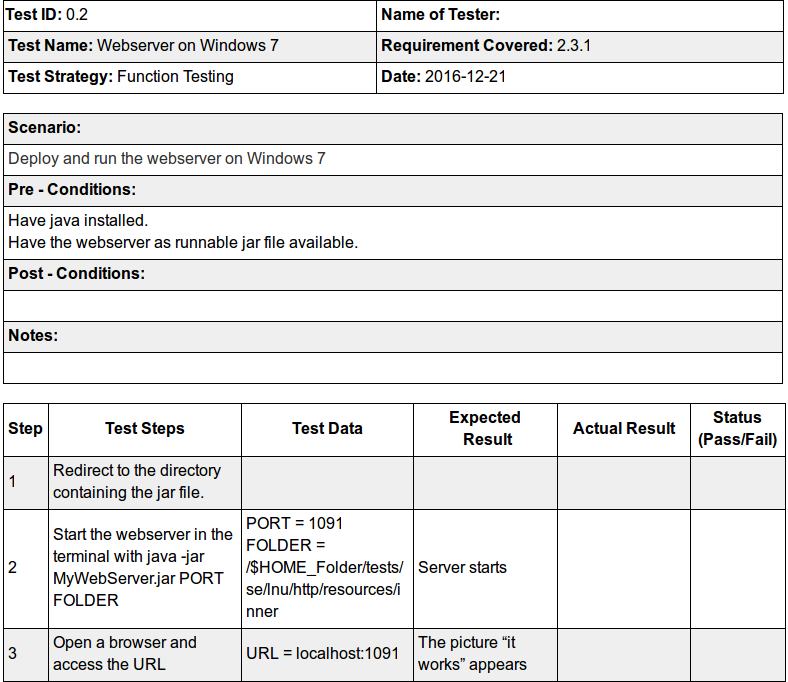 Test ID: 0.2
Name of Tester:
Test Name: Webserver on Windows 7
Requirement Covered: 2.3.1
Test Strategy: Function Testing
Date: 2016-12-21
Scenario:
Deploy and run the webserver on Windows 7
Pre - Conditions:
Have java installed.
Have the webserver as runnable jar file available.
Post - Conditions:
Notes:
Step
Test Steps
Test Data
Expected
Result
Actual Result
Status
(Pass/Fail)
1
Redirect to the directory
containing the jar file.
2
Start the webserver in the
terminal with java -jar
MyWebServer.jar PORT
FOLDER
PORT = 1091
FOLDER =
/$HOME_Folder/tests/
se/lnu/http/resources/i
nner
Server starts
3
Open a browser and
access the URL
URL = localhost:1091
The picture “it
works” appears